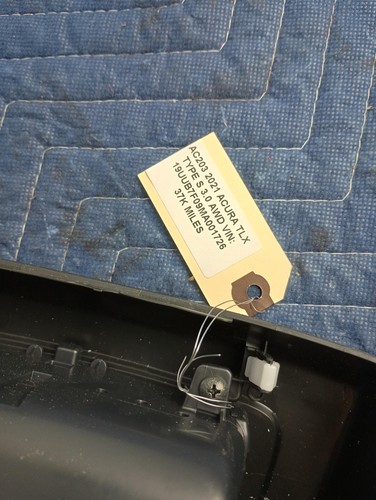 AC203 2021 ACURA TLX
TYPE S 3.0 AWD VIN:
19UUB7F09MA001726
37K MILES